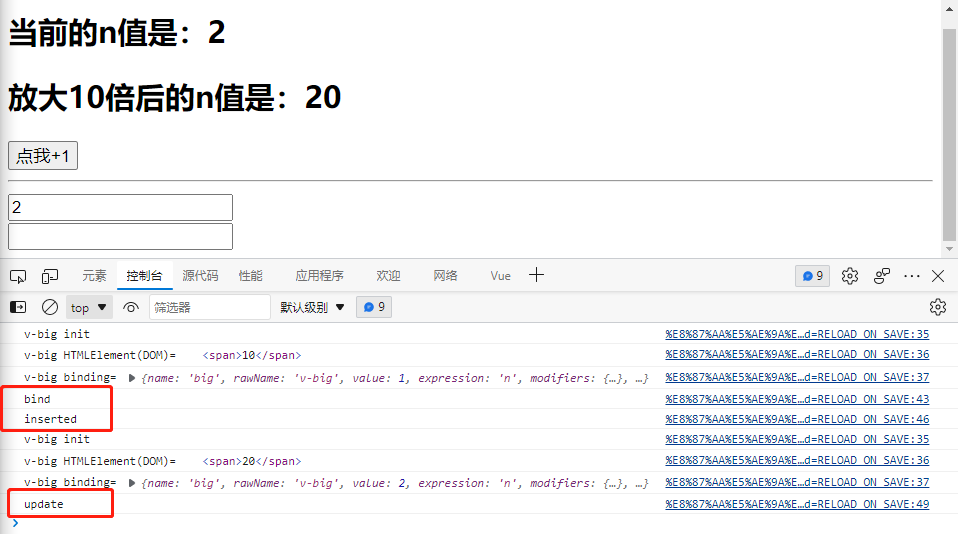 当前的n值是：2
放大10倍后的n值是：20
点我+1
2
元素 控制台 源代码 性能 应用程序 欢迎 网络 Vue 9
top 筛选器 默认级别 9
v-big init %E8%87%AA%E5%AE%9A%E…d=RELOAD_ON_SAVE:35
v-big HTMLElement(DOM)= <span>10</span> %E8%87%AA%E5%AE%9A%E…d=RELOAD_ON_SAVE:36
v-big binding= ▶ {name: 'big', rawName: 'v-big', value: 1, expression: 'n', modifiers: {…}, …} %E8%87%AA%E5%AE%9A%E…d=RELOAD_ON_SAVE:37
bind %E8%87%AA%E5%AE%9A%E…d=RELOAD_ON_SAVE:43
inserted %E8%87%AA%E5%AE%9A%E…d=RELOAD_ON_SAVE:46
v-big init %E8%87%AA%E5%AE%9A%E…d=RELOAD_ON_SAVE:35
v-big HTMLElement(DOM)= <span>20</span> %E8%87%AA%E5%AE%9A%E…d=RELOAD_ON_SAVE:36
v-big binding= ▶ {name: 'big', rawName: 'v-big', value: 2, expression: 'n', modifiers: {…}, …} %E8%87%AA%E5%AE%9A%E…d=RELOAD_ON_SAVE:37
update %E8%87%AA%E5%AE%9A%E…d=RELOAD_ON_SAVE:49